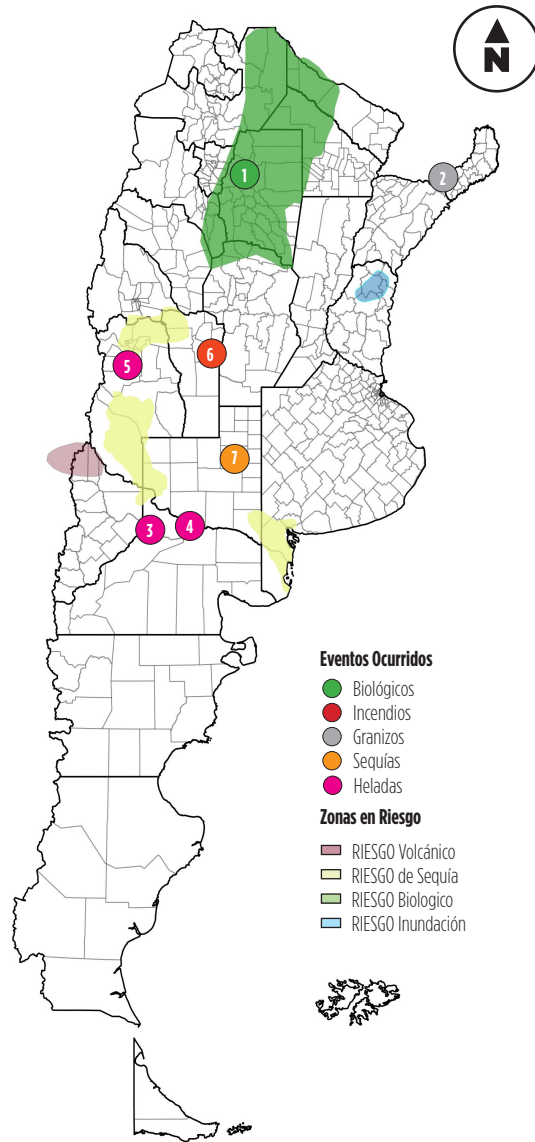 N
1
2
6
5
7
3
4
Eventos Ocurridos
Biológicos
Incendios
Granizos
Sequías
Heladas
Zonas en Riesgo
RIESGO Volcánico
RIESGO de Sequía
RIESGO Biologico
RIESGO Inundación